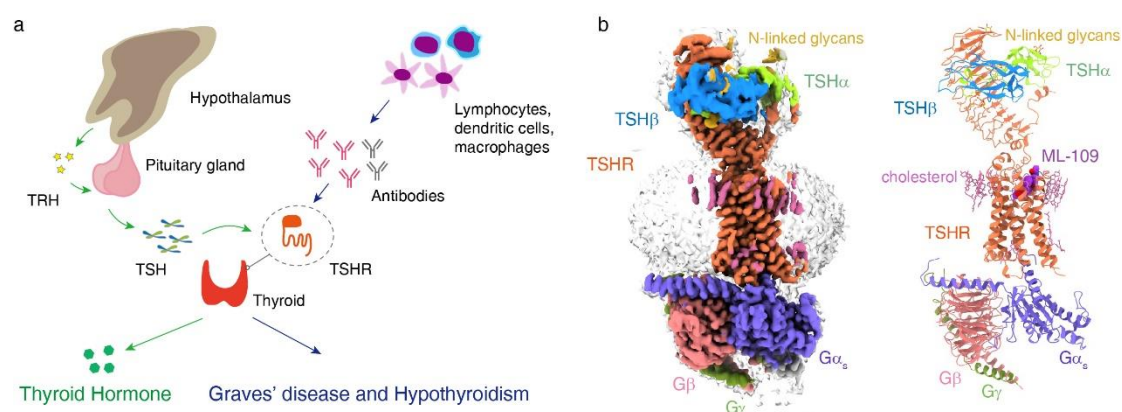 a
Hypothalamus
Pituitary gland
TRH
TSH
Lymphocytes,
dendritic cells,
macrophages
Antibodies
TSHR
Thyroid
Thyroid Hormone
Graves' disease and Hypothyroidism
b
N-linked glycans
TSHα
TSHβ
TSHR
Gαs
Gβ
Gγ
N-linked glycans
TSHα
TSHβ
ML-109
cholesterol
TSHR
Gαs
Gβ
Gγ